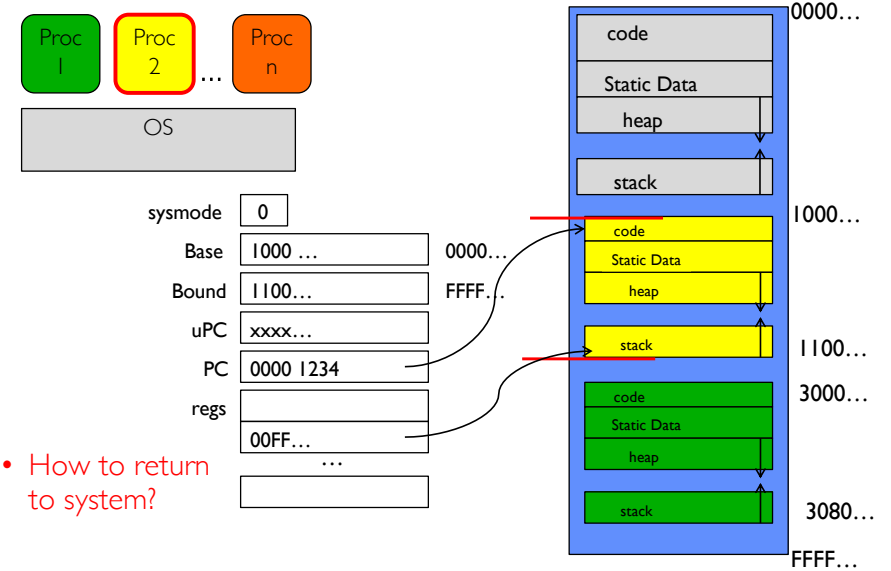 Proc
1
Proc
2
...
Proc
n
OS
sysmode
0
Base
1000 ...
0000...
Bound
1100...
FFFF...
uPC
xxxx...
PC
0000 1234
regs
00FF...
...
• How to return
to system?
0000...
code
Static Data
heap
stack
1000...
code
Static Data
heap
stack
1100...
3000...
code
Static Data
heap
stack
3080...
FFFF...